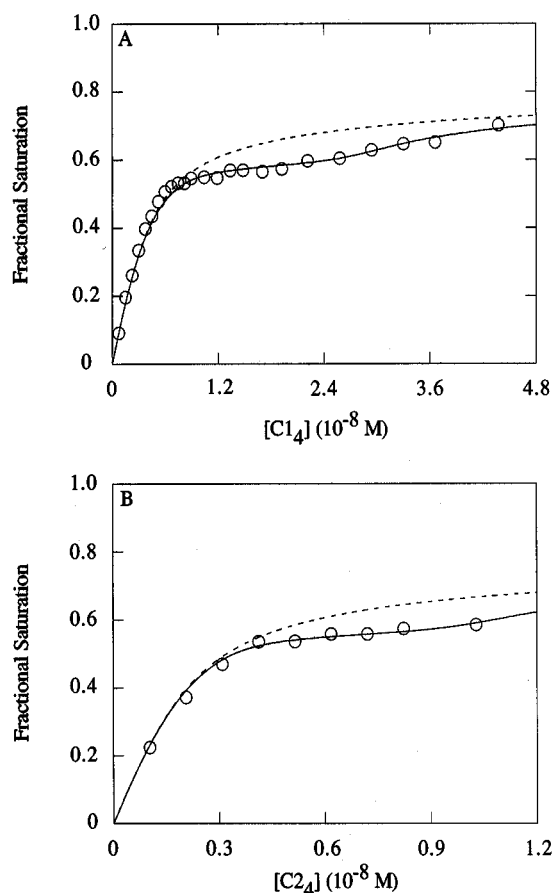 A
1.0
0.8
0.6
0.4
0.2
0
Fractional Saturation
0 1.2 2.4 3.6 4.8
[C1₄] (10⁻⁸ M)
B
1.0
0.8
0.6
0.4
0.2
0
Fractional Saturation
0 0.3 0.6 0.9 1.2
[C2₄] (10⁻⁸ M)